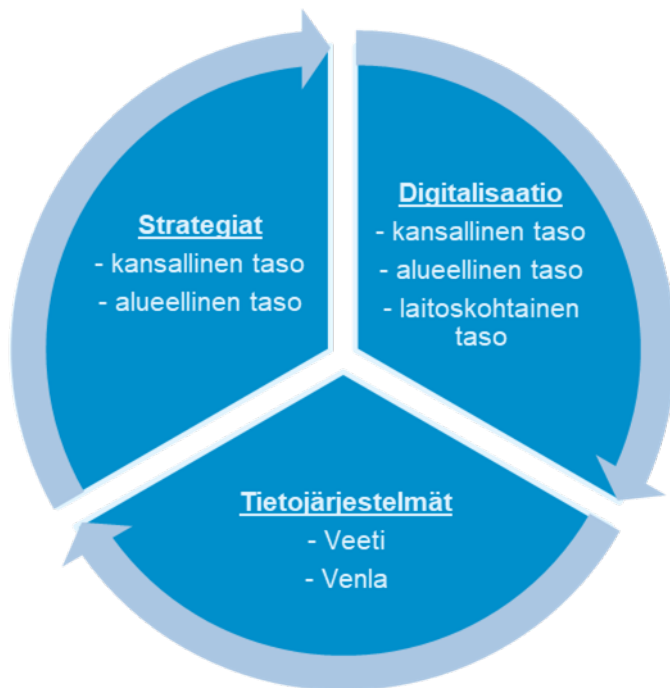 Strategiat
- kansallinen taso
- alueellinen taso
Digitalisaatio
- kansallinen taso
- alueellinen taso
- laitoskohtainen
taso
Tietojärjestelmät
- Veeti
- Venla